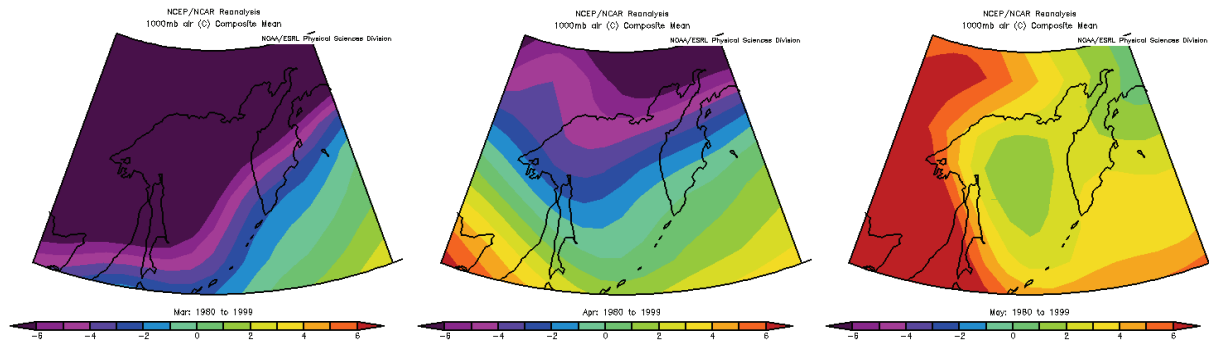 NCEP/NCAR Reanalysis
1000mb air (C) Composite Mean
NOAA/ESRL Physical Sciences Division
Mar: 1980 to 1999
-6 -4 -2 0 2 4 6
NCEP/NCAR Reanalysis
1000mb air (C) Composite Mean
NOAA/ESRL Physical Sciences Division
Apr: 1980 to 1999
-6 -4 -2 0 2 4 6
NCEP/NCAR Reanalysis
1000mb air (C) Composite Mean
NOAA/ESRL Physical Sciences Division
May: 1980 to 1999
-6 -4 -2 0 2 4 6